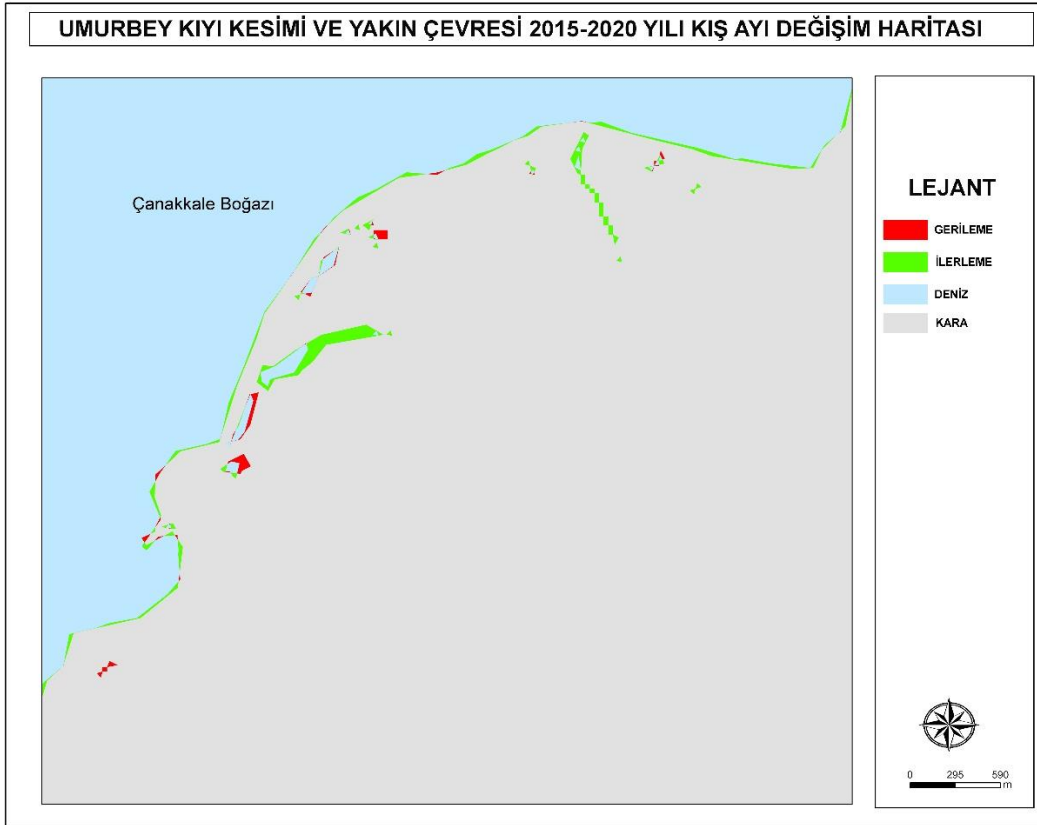 UMURBEY KIYI KESİMİ VE YAKIN ÇEVRESİ 2015-2020 YILI KIŞ AYI DEĞİŞİM HARİTASI
Çanakkale Boğazı
LEJANT
GERİLEME
İLERLEME
DENİZ
KARA
0 295 590
m